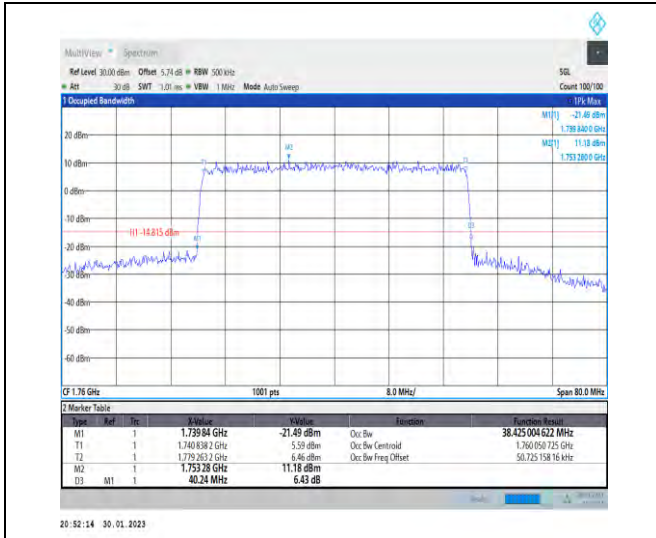 MultiView Spectrum
Ref Level 30.00 dBm Offset 5.74 dB RBW 500 kHz SGL
Att 30 dB SWT 1.01 ms VBW 1 MHz Mode Auto Sweep Count 100/100
1 Occupied Bandwidth 1Pk Max
M1[1] -21.49 dBm
1.739 840 0 GHz
M2[1] 11.18 dBm
1.753 280 0 GHz
20 dBm
M2
T1 T2
10 dBm
0 dBm
-10 dBm
H1 -14.815 dBm
D3
M1
-20 dBm
-30 dBm
-40 dBm
-50 dBm
-60 dBm
CF 1.76 GHz 1001 pts 8.0 MHz/ Span 80.0 MHz
2 Marker Table
Type Ref Trc X-Value Y-Value Function Function Result
M1 1 1.739 84 GHz -21.49 dBm Occ Bw 38.425 004 622 MHz
T1 1 1.740 838 2 GHz 5.59 dBm Occ Bw Centroid 1.760 050 725 GHz
T2 1 1.779 263 2 GHz 6.46 dBm Occ Bw Freq Offset 50.725 158 16 kHz
M2 1 1.753 28 GHz 11.18 dBm
D3 M1 1 40.24 MHz 6.43 dB
20:52:14 30.01.2023